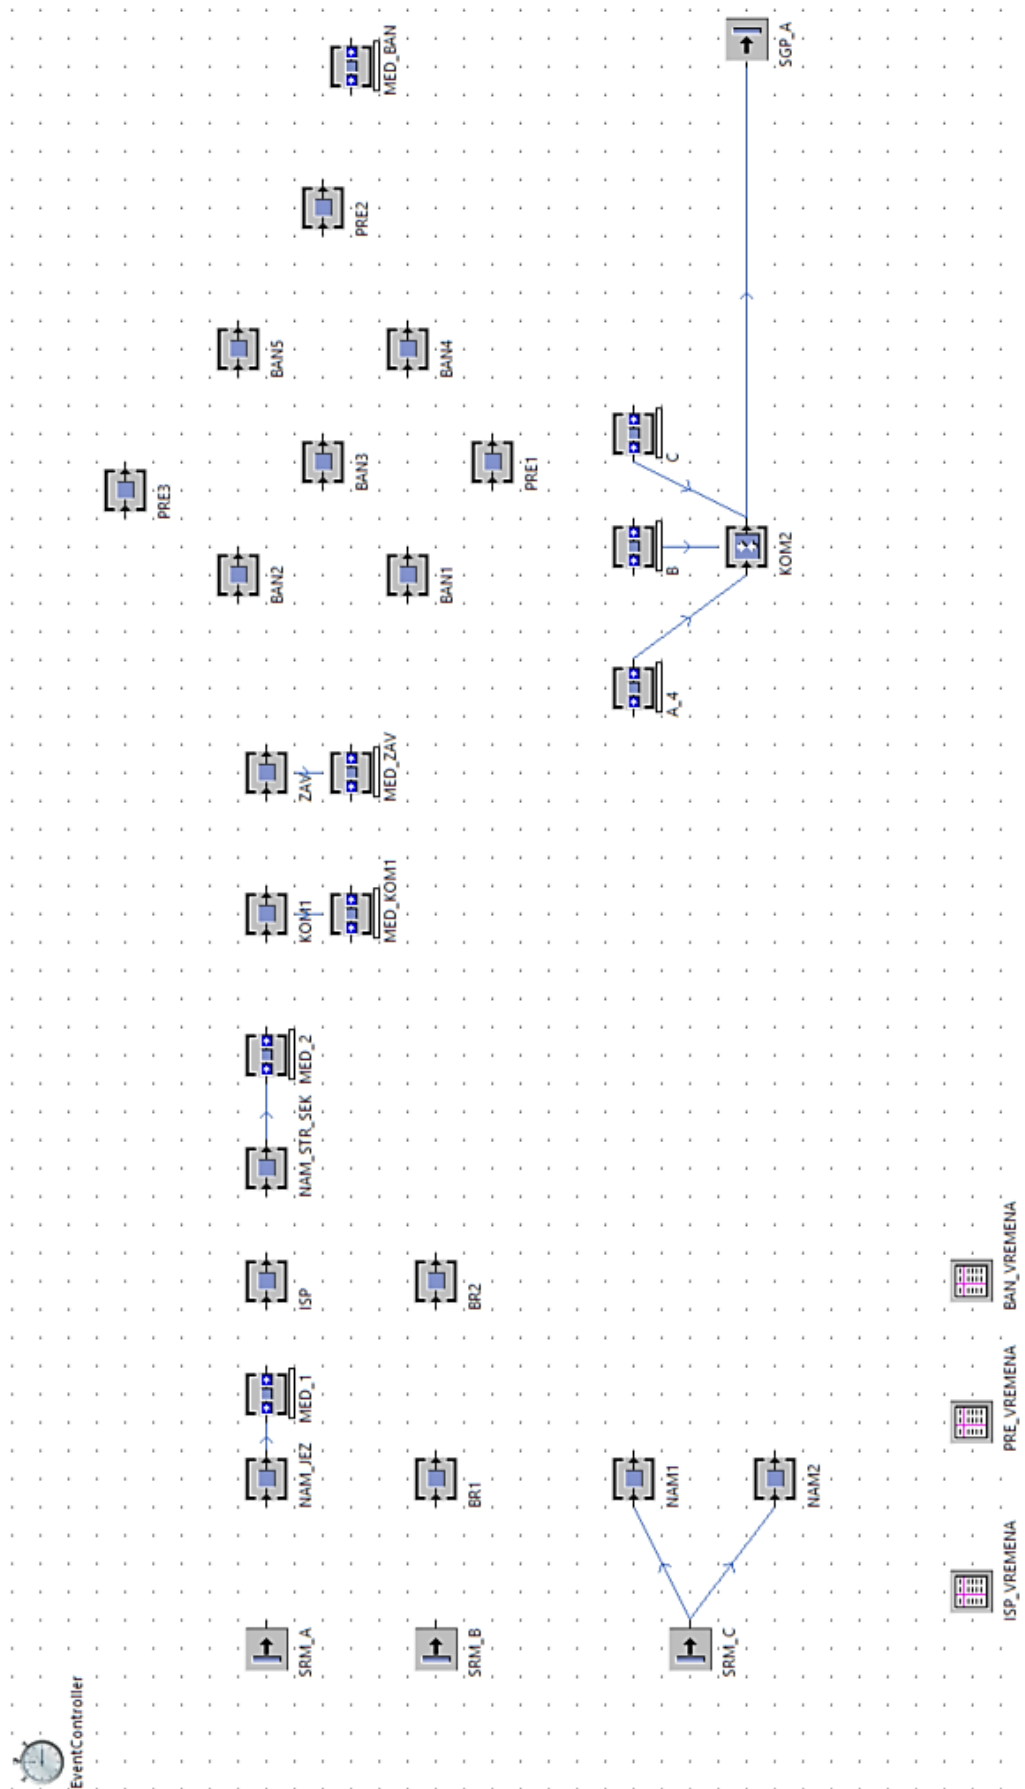 EventController
SRM_A
NAM_JEZ
MED_1
ISP
NAM_STR_SEK
MED_2
KOM1
MED_KOM1
ZAV
MED_ZAV
BAN2
BAN1
PRE3
BAN3
PRE1
BAN5
BAN4
PRE2
MED_BAN
SRM_B
BR1
BR2
SRM_C
NAM1
NAM2
A_4
B
C
KOM2
SGP_A
ISP_VREMENA
PRE_VREMENA
BAN_VREMENA